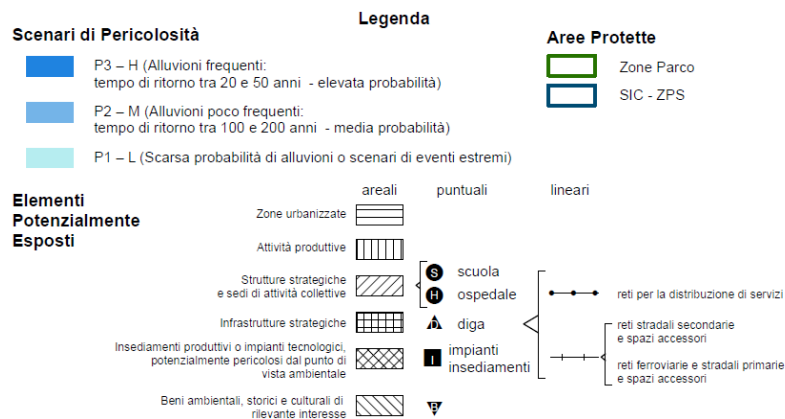 Legenda
Scenari di Pericolosità
P3 – H (Alluvioni frequenti:
tempo di ritorno tra 20 e 50 anni - elevata probabilità)
P2 – M (Alluvioni poco frequenti:
tempo di ritorno tra 100 e 200 anni - media probabilità)
P1 – L (Scarsa probabilità di alluvioni o scenari di eventi estremi)
Aree Protette
Zone Parco
SIC - ZPS
Elementi
Potenzialmente
Esposti
areali
puntuali
lineari
Zone urbanizzate
Attività produttive
Strutture strategiche
e sedi di attività collettive
Infrastrutture strategiche
Insediamenti produttivi o impianti tecnologici,
potenzialmente pericolosi dal punto di
vista ambientale
Beni ambientali, storici e culturali di
rilevante interesse
S scuola
H ospedale
D diga
I impianti
insediamenti
B
reti per la distribuzione di servizi
reti stradali secondarie
e spazi accessori
reti ferroviarie e stradali primarie
e spazi accessori